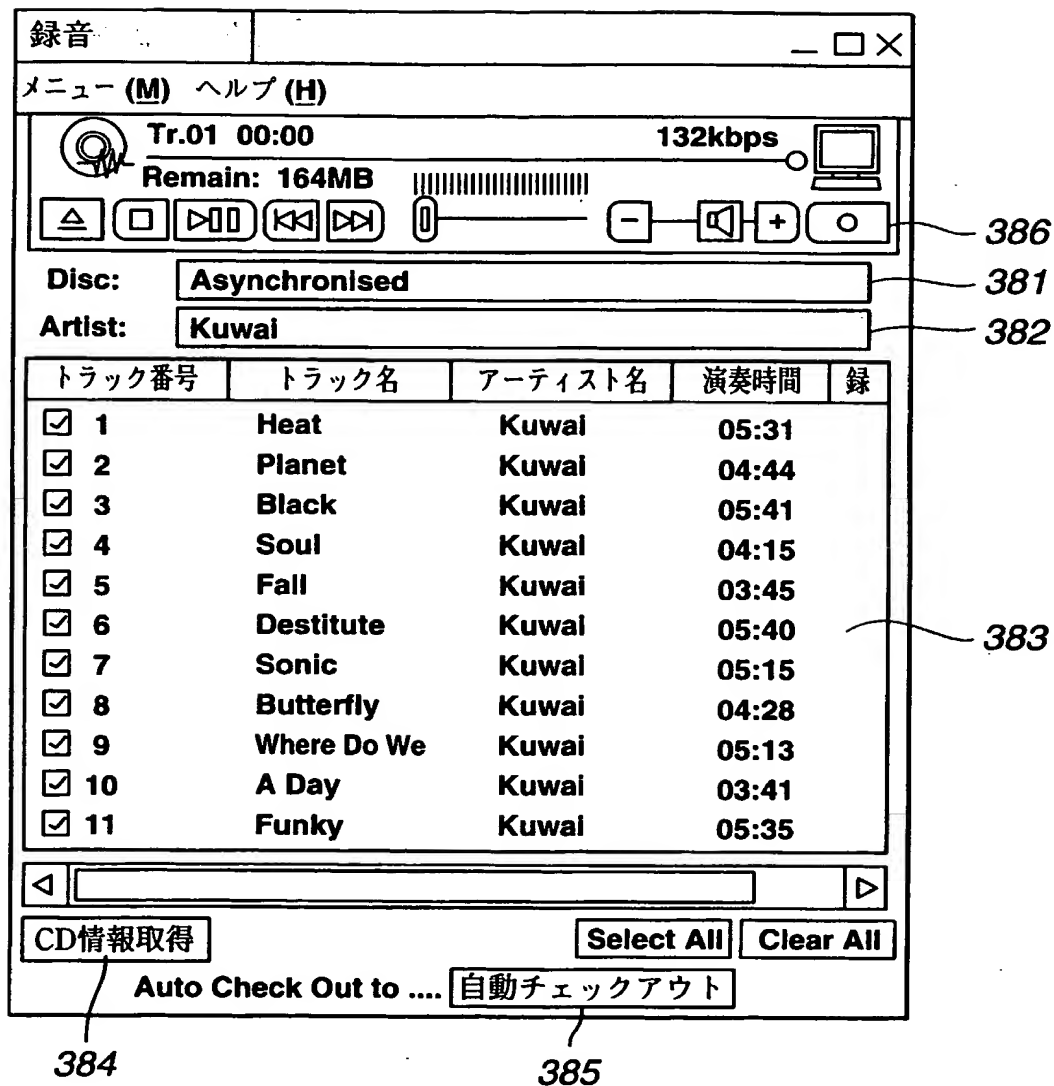 録音
メニュー (M) ヘルプ (H)
Tr.01 00:00 132kbps
Remain: 164MB
386
Disc: Asynchronised 381
Artist: Kuwai 382
トラック番号 トラック名 アーティスト名 演奏時間 録
1 Heat Kuwai 05:31
2 Planet Kuwai 04:44
3 Black Kuwai 05:41
4 Soul Kuwai 04:15
5 Fall Kuwai 03:45
6 Destitute Kuwai 05:40
383
7 Sonic Kuwai 05:15
8 Butterfly Kuwai 04:28
9 Where Do We Kuwai 05:13
10 A Day Kuwai 03:41
11 Funky Kuwai 05:35
CD情報取得 Select All Clear All
Auto Check Out to .... 自動チェックアウト
384 385